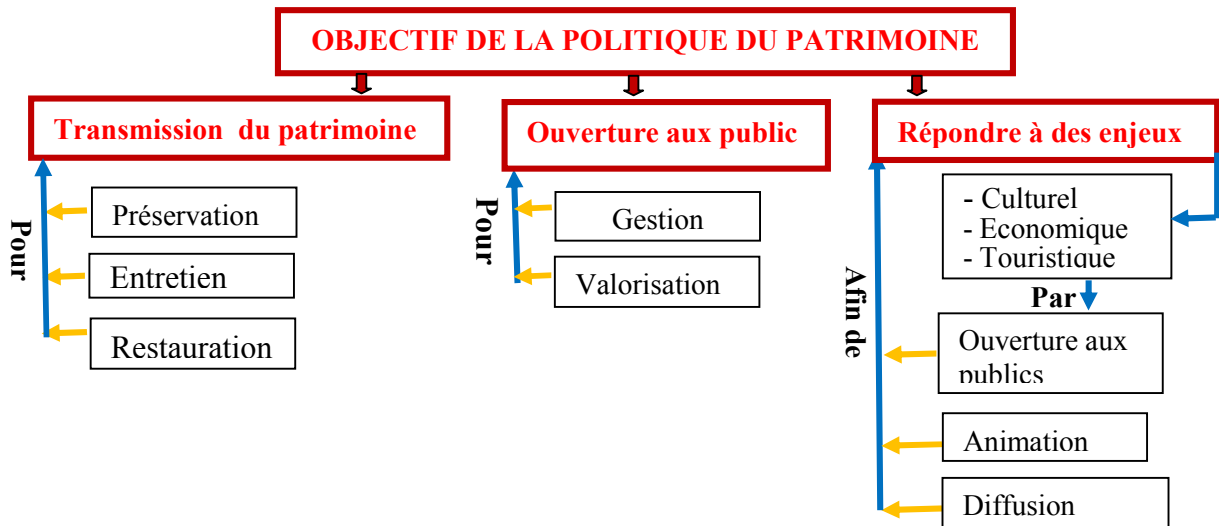 OBJECTIF DE LA POLITIQUE DU PATRIMOINE
Transmission du patrimoine
Pour
Préservation
Entretien
Restauration
Ouverture aux public
Pour
Gestion
Valorisation
Répondre à des enjeux
- Culturel
- Economique
- Touristique
Par
Afin de
Ouverture aux
publics
Animation
Diffusion